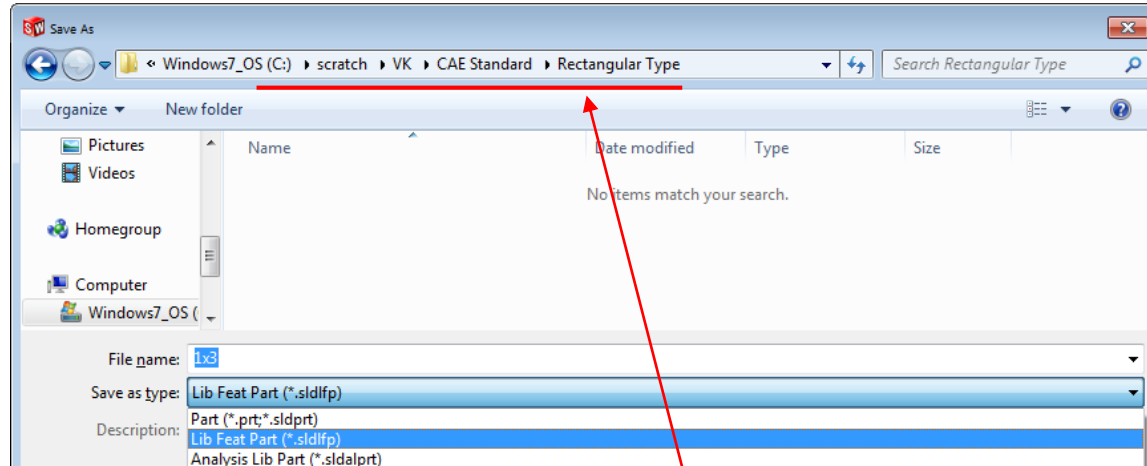 Save As
« Windows7_OS (C:) ▸ scratch ▸ VK ▸ CAE Standard ▸ Rectangular Type
Search Rectangular Type
Organize ▾ New folder
Pictures
Videos
Homegroup
Computer
Windows7_OS (
Name Date modified Type Size
No items match your search.
File name: 1x3
Save as type: Lib Feat Part (*.sldlfp)
Description:
Part (*.prt;*.sldprt)
Lib Feat Part (*.sldlfp)
Analysis Lib Part (*.sldalprt)